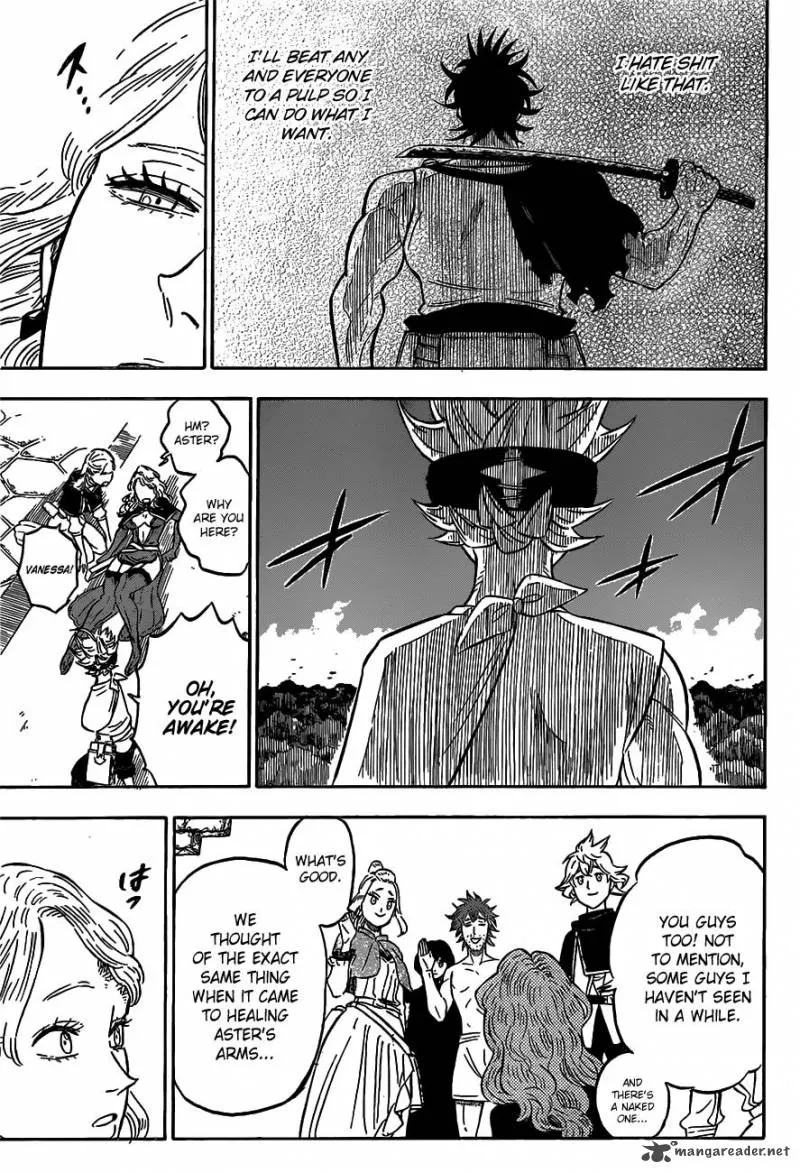 I HATE SHIT
LIKE THAT.
I'LL BEAT ANY
AND EVERYONE
TO A PULP SO I
CAN DO WHAT I
WANT.
ス…
HM?
ASTER?
WHY
ARE YOU
HERE?
VANESSA!
OH,
YOU'RE
AWAKE!
YOU GUYS
TOO! NOT
TO MENTION,
SOME GUYS I
HAVEN'T SEEN
IN A WHILE.
AND
THERE'S
A NAKED
ONE...
WHAT'S
GOOD.
WE
THOUGHT
OF THE EXACT
SAME THING
WHEN IT CAME
TO HEALING
ASTER'S
ARMS...
はっ
mangareader.net